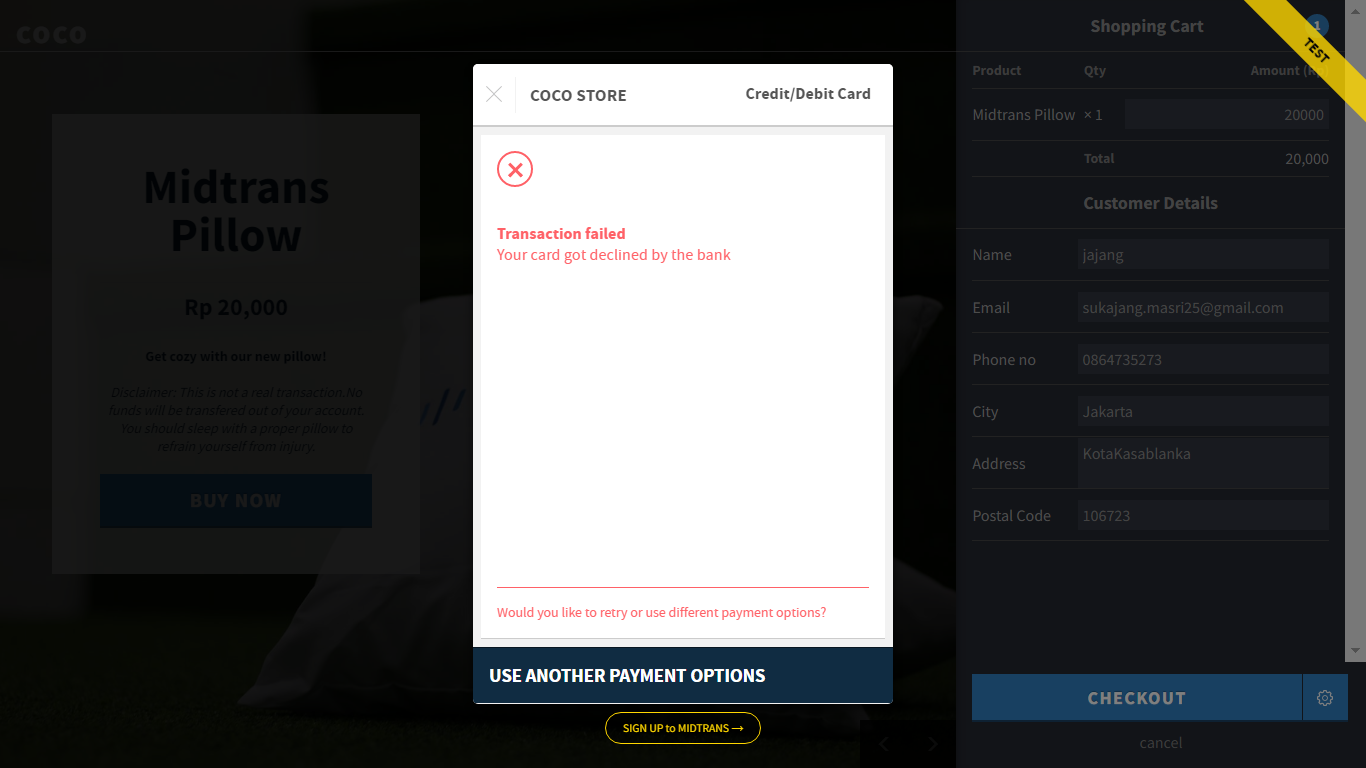 coco
Midtrans
Pillow
Rp 20,000
Get cozy with our new pillow!
Disclaimer: This is not a real transaction.No
funds will be transfered out of your account.
You should sleep with a proper pillow to
refrain yourself from injury.
BUY NOW
COCO STORE
Credit/Debit Card
Transaction failed
Your card got declined by the bank
Would you like to retry or use different payment options?
USE ANOTHER PAYMENT OPTIONS
SIGN UP to MIDTRANS →
Shopping Cart
1
TEST
Product Qty Amount
Midtrans Pillow × 1 20000
Total 20,000
Customer Details
Name jajang
Email sukajang.masri25@gmail.com
Phone no 0864735273
City Jakarta
Address KotaKasablanka
Postal Code 106723
CHECKOUT
cancel